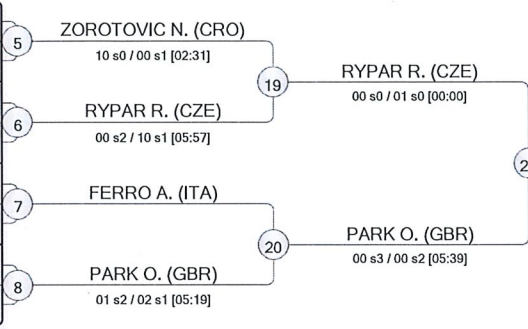 5
ZOROTOVIC N. (CRO)
10 s0 / 00 s1 [02:31]
19
RYPAR R. (CZE)
00 s0 / 01 s0 [00:00]
6
RYPAR R. (CZE)
00 s2 / 10 s1 [05:57]
2
7
FERRO A. (ITA)
20
PARK O. (GBR)
00 s3 / 00 s2 [05:39]
8
PARK O. (GBR)
01 s2 / 02 s1 [05:19]